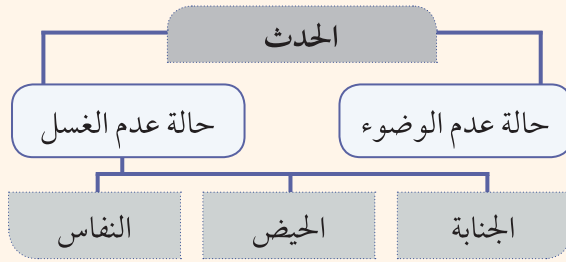 الحدث
حالة عدم الوضوء
حالة عدم الغسل
الجنابة
الحيض
النفاس